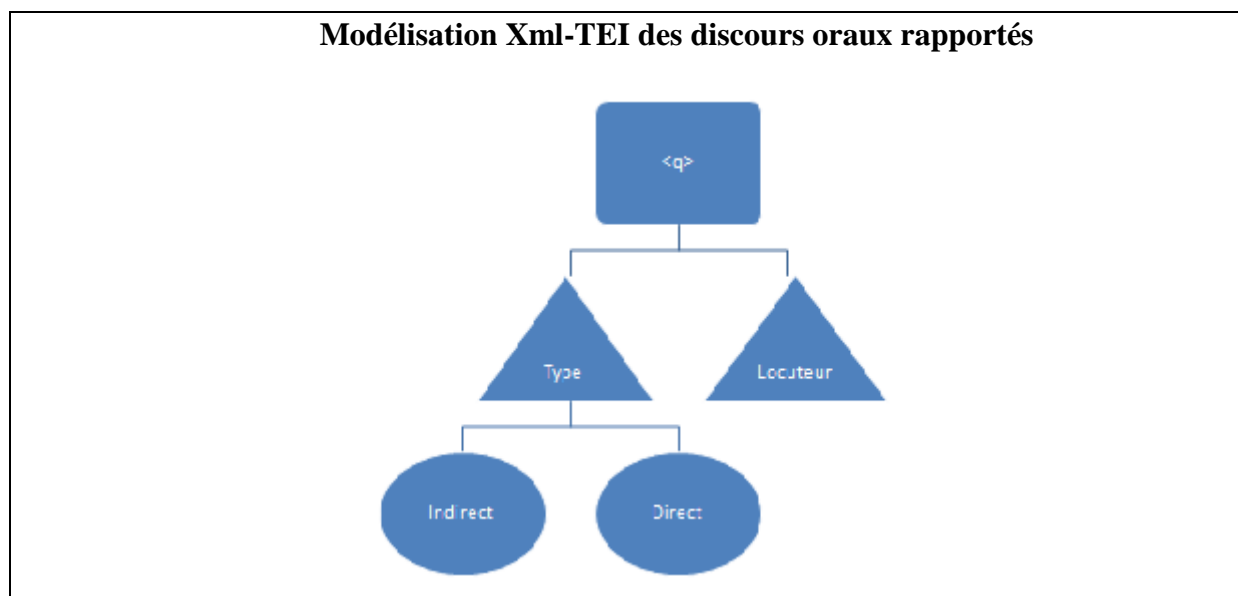 Modélisation Xml-TEI des discours oraux rapportés
<q>
Type
Locuteur
Indirect
Direct